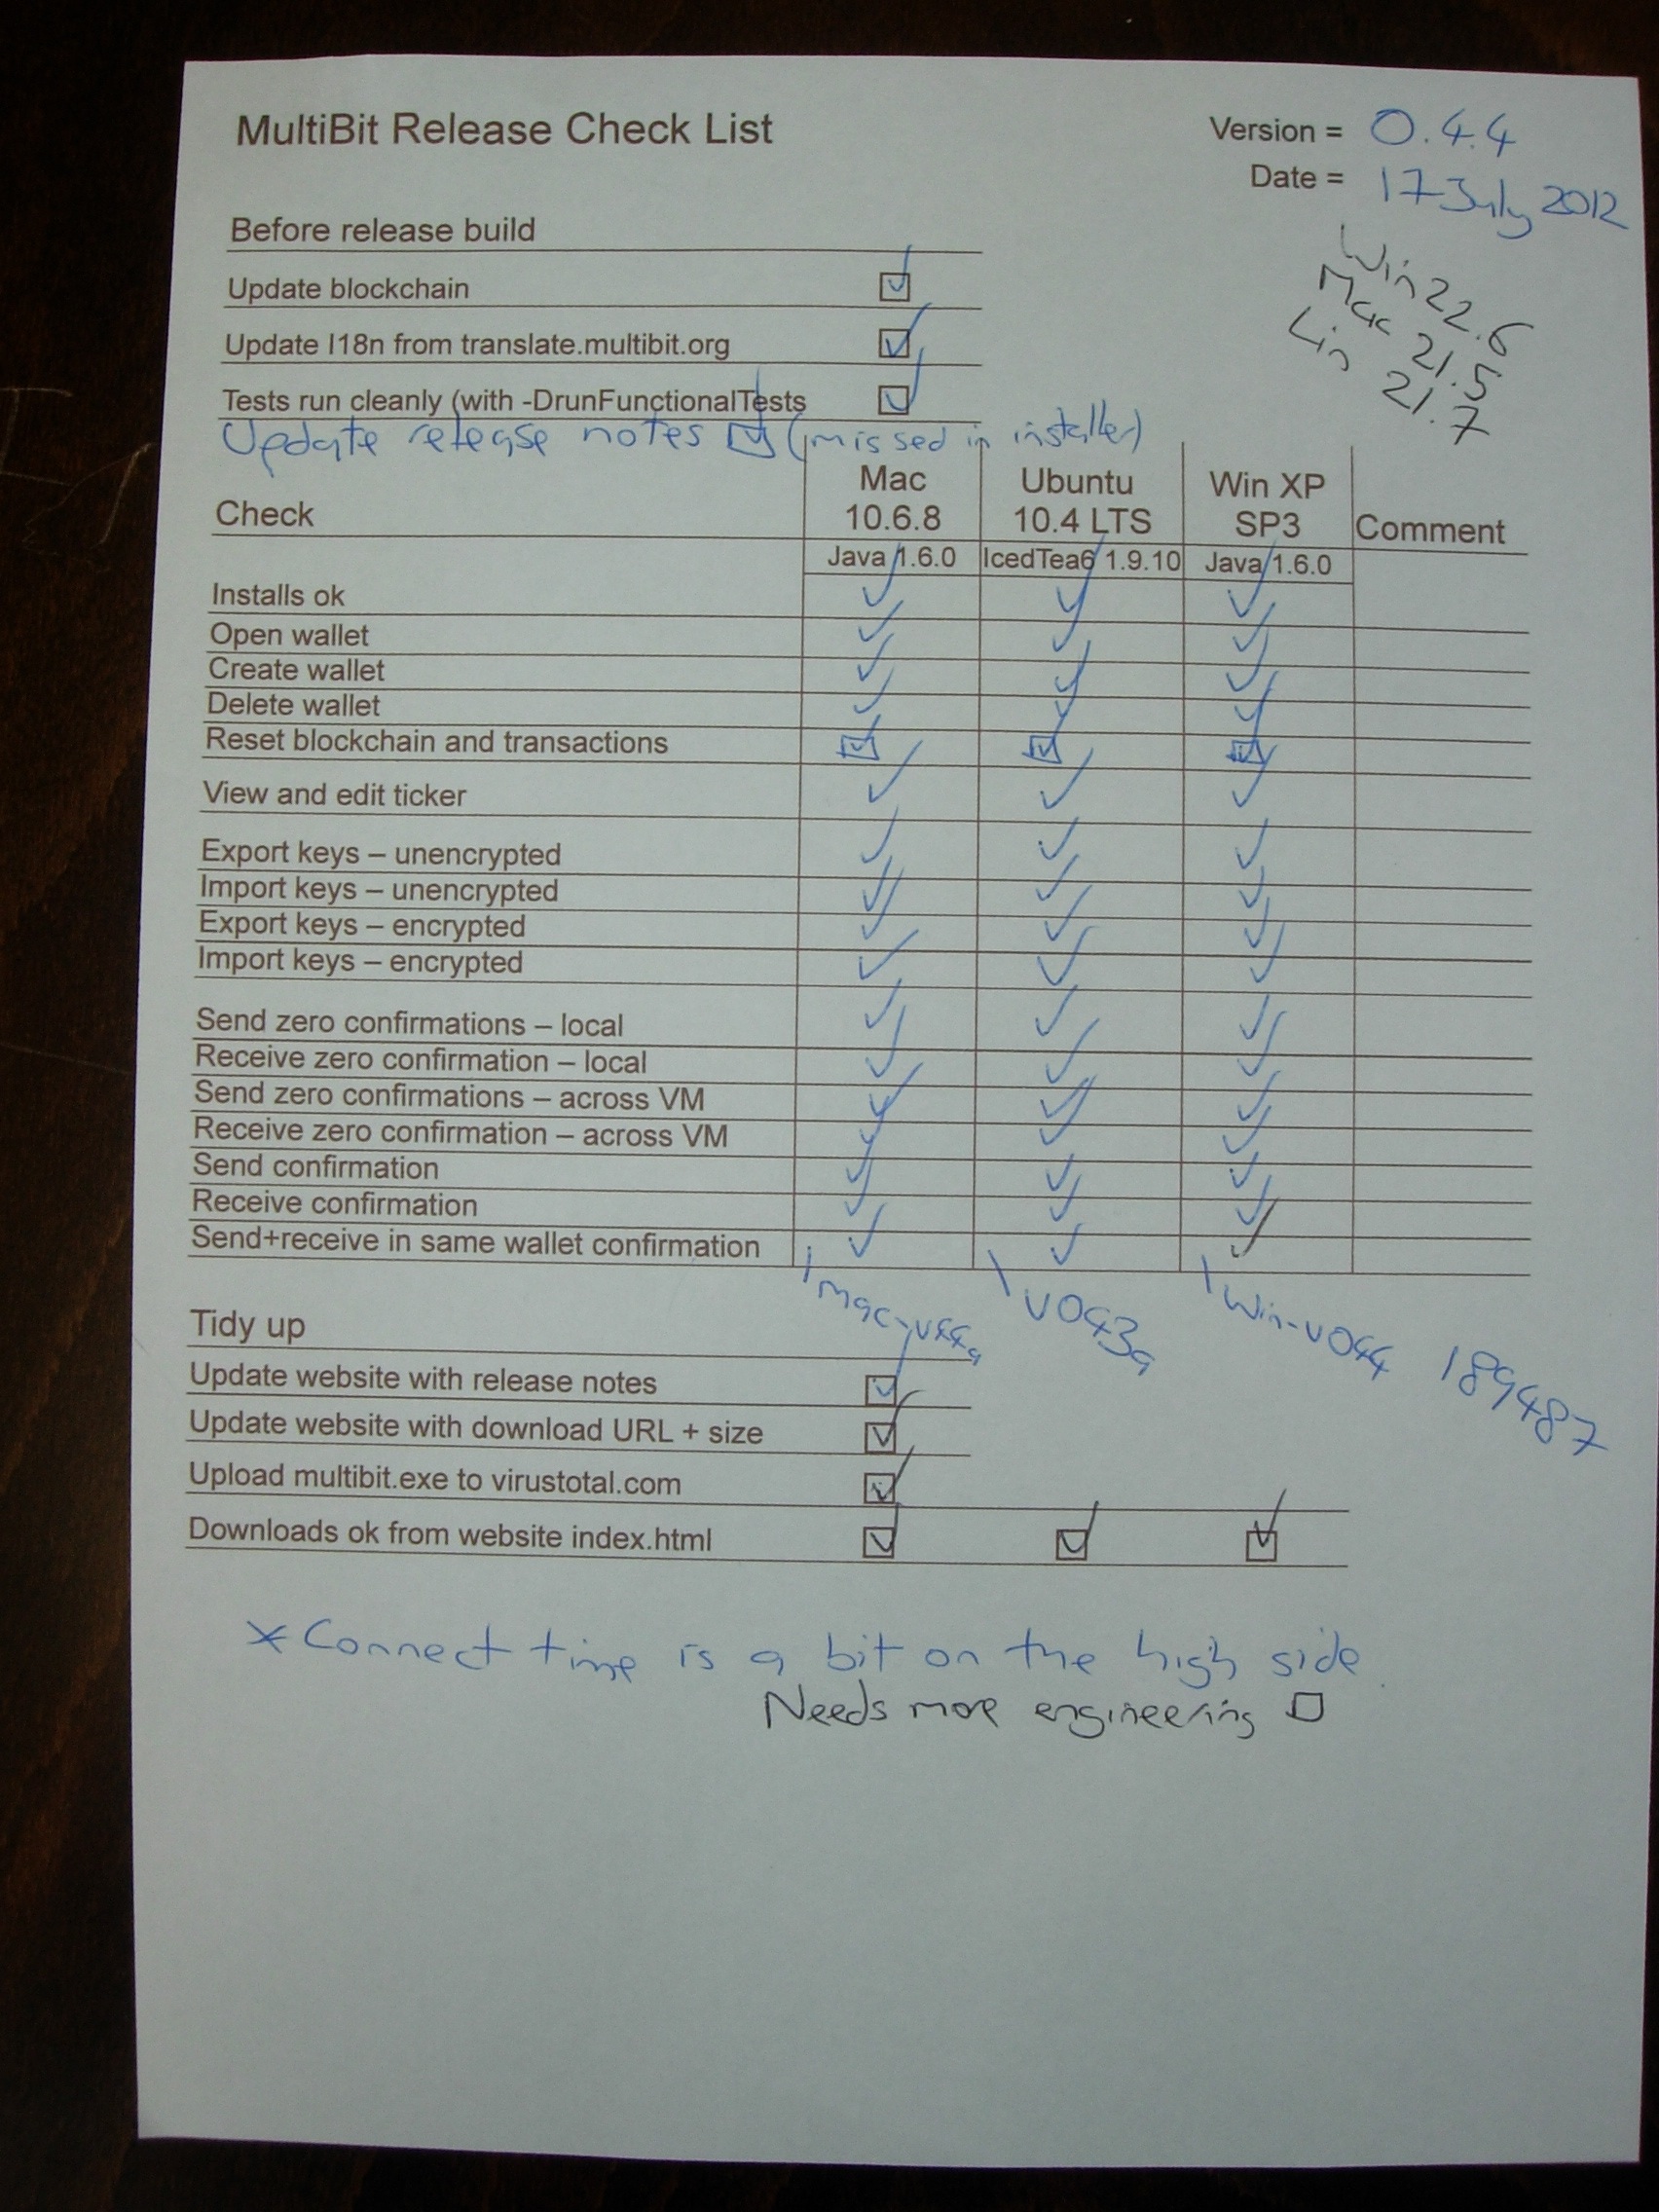 MultiBit Release Check List
Version = 0.4.4
Date = 17 July 2012
Win 22.6
Mac 21.5
Lin 21.7
Before release build
Update blockchain ☑
Update I18n from translate.multibit.org ☑
Tests run cleanly (with -DrunFunctionalTests ☑
Update release notes ☑ (missed in installer)
Check Mac 10.6.8 Ubuntu 10.4 LTS Win XP SP3 Comment
Java 1.6.0 IcedTea6 1.9.10 Java 1.6.0
Installs ok ✓ ✓ ✓
Open wallet ✓ ✓ ✓
Create wallet ✓ ✓ ✓
Delete wallet ✓ ✓ ✓
Reset blockchain and transactions ☑ ☑ ☑
View and edit ticker ✓ ✓ ✓
Export keys – unencrypted ✓ ✓ ✓
Import keys – unencrypted ✓ ✓ ✓
Export keys – encrypted ✓ ✓ ✓
Import keys – encrypted ✓ ✓ ✓
Send zero confirmations – local ✓ ✓ ✓
Receive zero confirmation – local ✓ ✓ ✓
Send zero confirmations – across VM ✓ ✓ ✓
Receive zero confirmation – across VM ✓ ✓ ✓
Send confirmation ✓ ✓ ✓
Receive confirmation ✓ ✓ ✓
Send+receive in same wallet confirmation ✓ ✓ ✓
v043a Win-v044 189487
Tidy up
Update website with release notes ☑
Update website with download URL + size ☑
Upload multibit.exe to virustotal.com ☑
Downloads ok from website index.html ☑ ☑ ☑
* Connect time is a bit on the high side.
Needs more engineering ☐